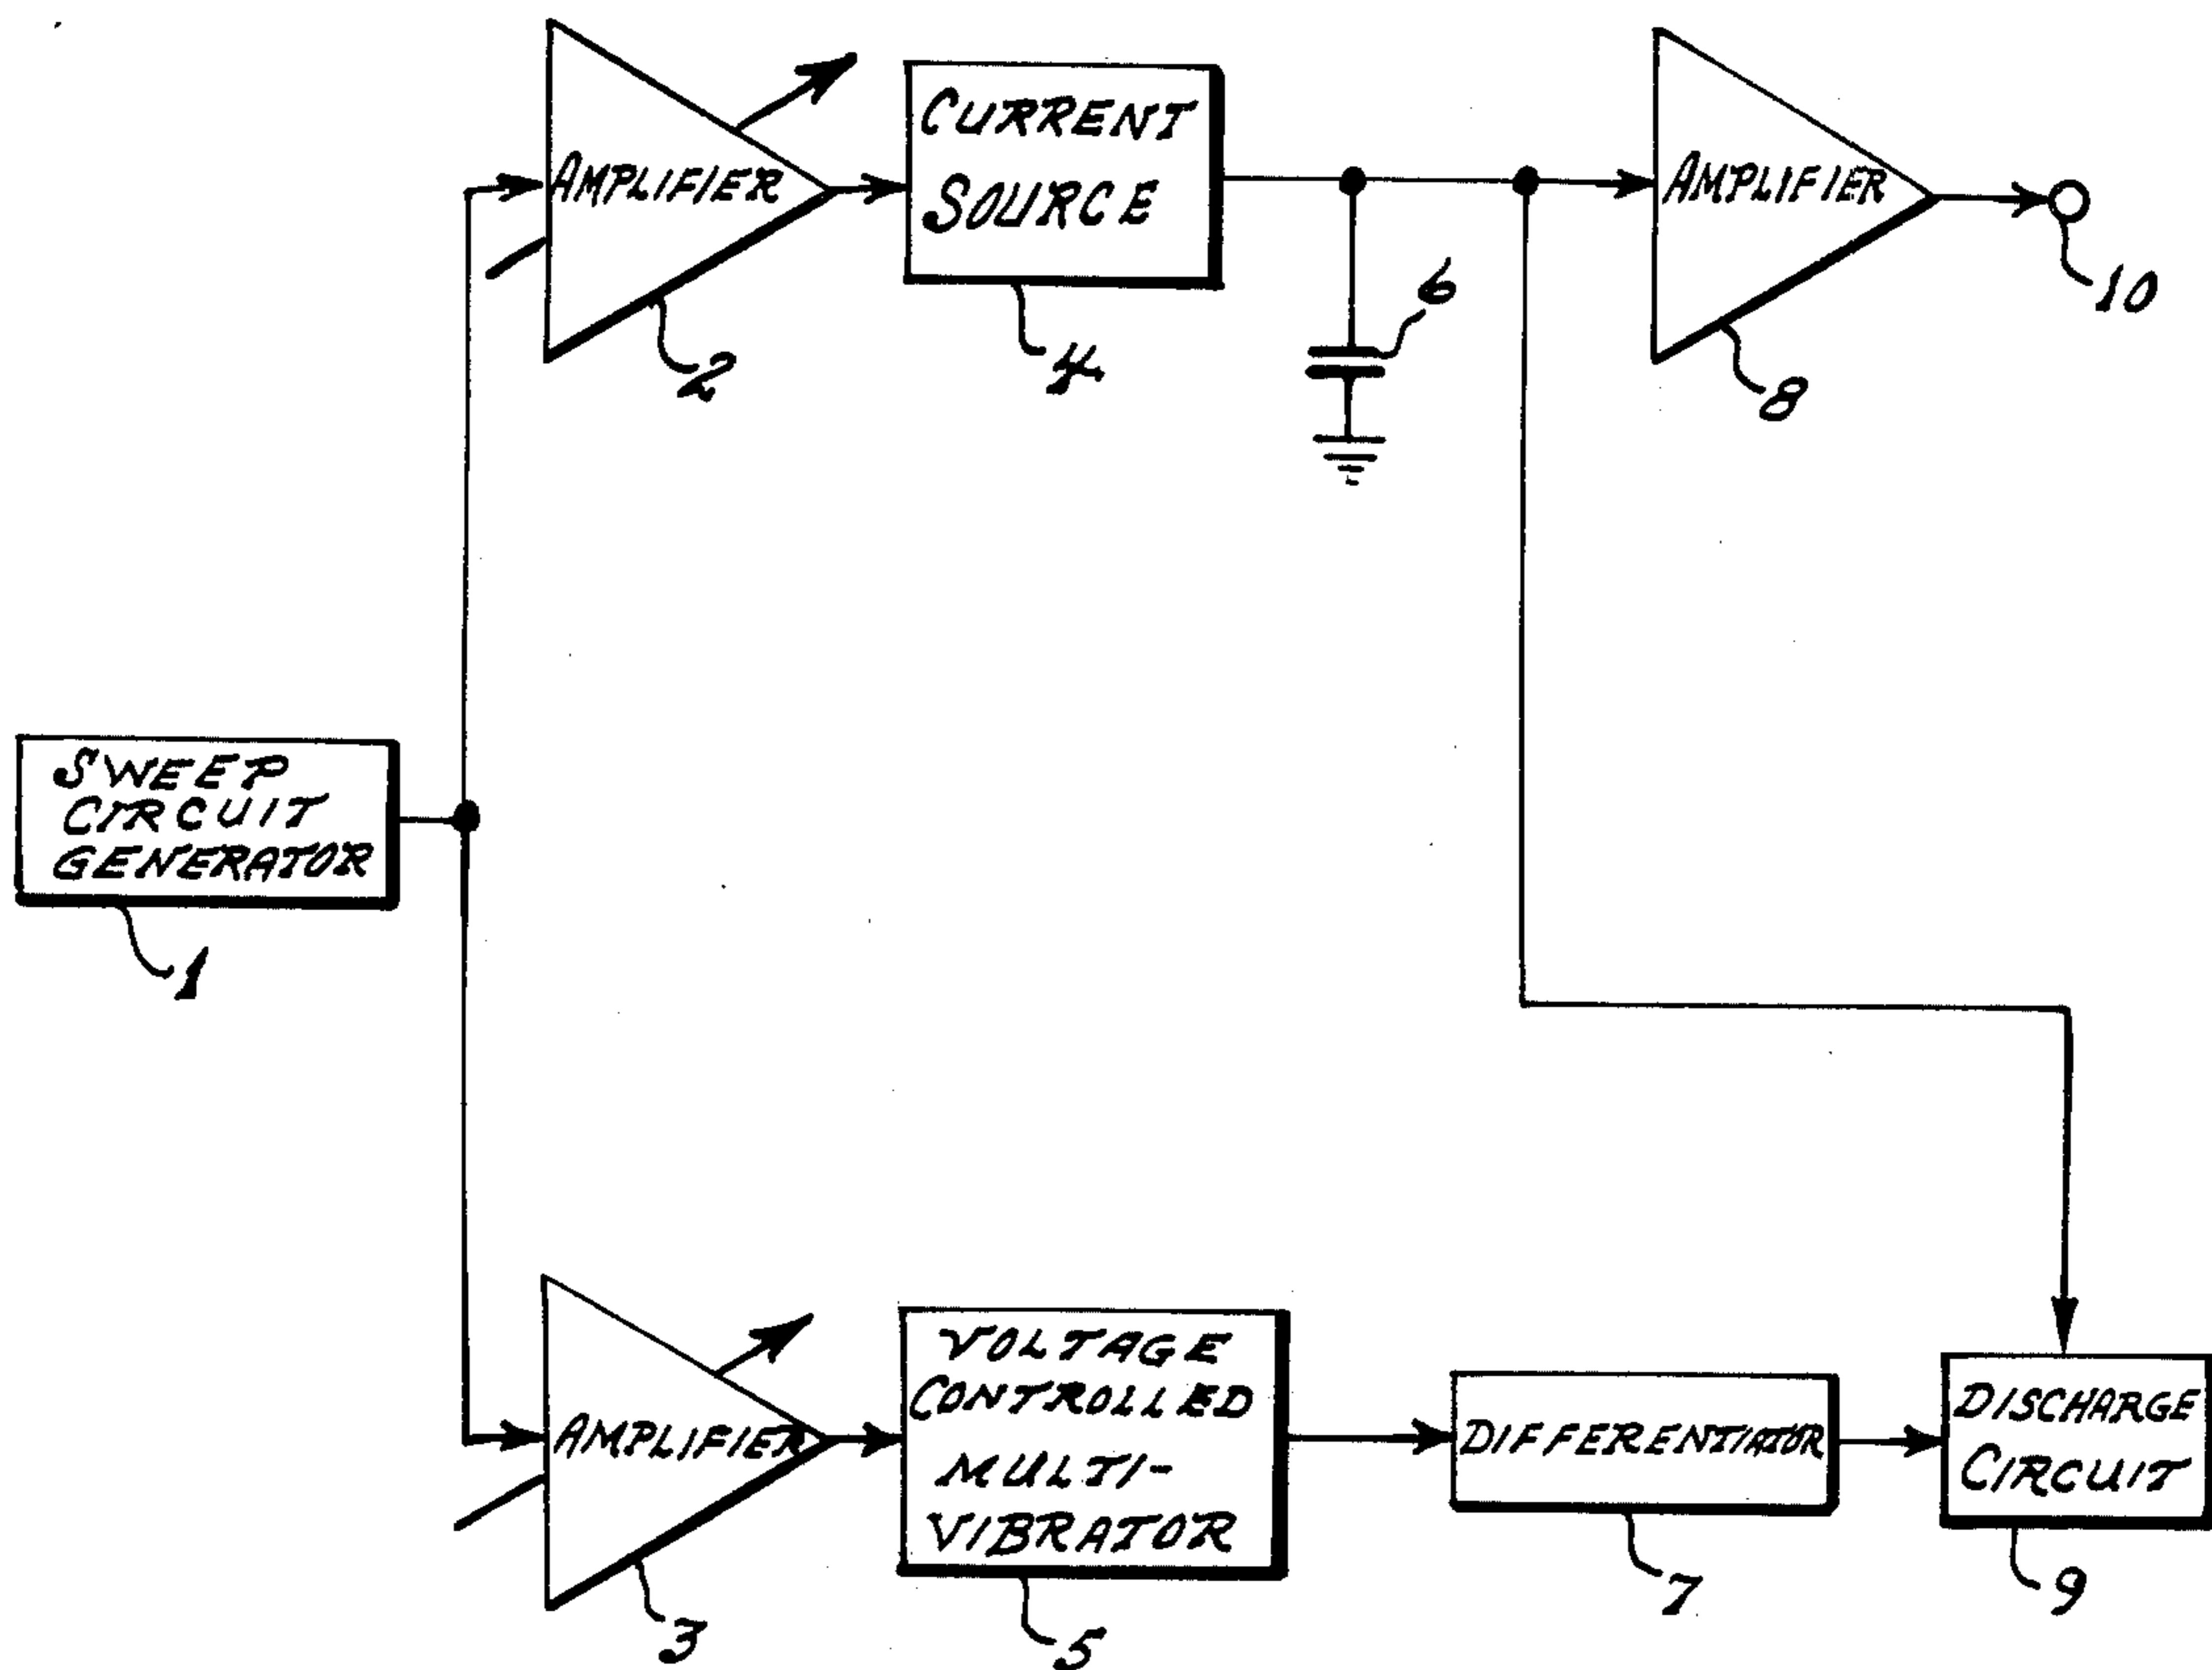 AMPLIFIER
2
CURRENT
SOURCE
4
6
AMPLIFIER
8
10
SWEEP
CIRCUIT
GENERATOR
1
AMPLIFIER
3
VOLTAGE
CONTROLLED
MULTI-
VIBRATOR
5
DIFFERENTIATOR
7
DISCHARGE
CIRCUIT
9